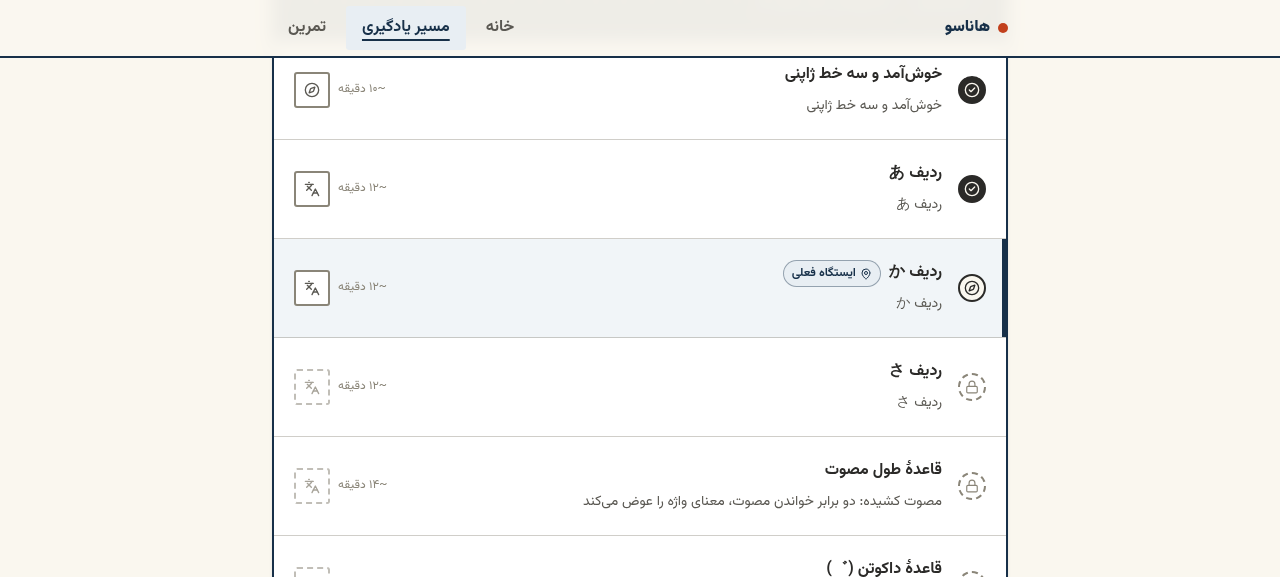 هاناسو
خانه
مسیر یادگیری
تمرین
خوش‌آمد و سه خط ژاپنی
خوش‌آمد و سه خط ژاپنی
~۱۰ دقیقه
ردیف あ
ردیف あ
~۱۲ دقیقه
ردیف か
ایستگاه فعلی
ردیف か
~۱۲ دقیقه
ردیف さ
ردیف さ
~۱۲ دقیقه
قاعدهٔ طول مصوت
مصوت کشیده: دو برابر خواندن مصوت، معنای واژه را عوض می‌کند
~۱۴ دقیقه
قاعدهٔ داکوتن (゛)